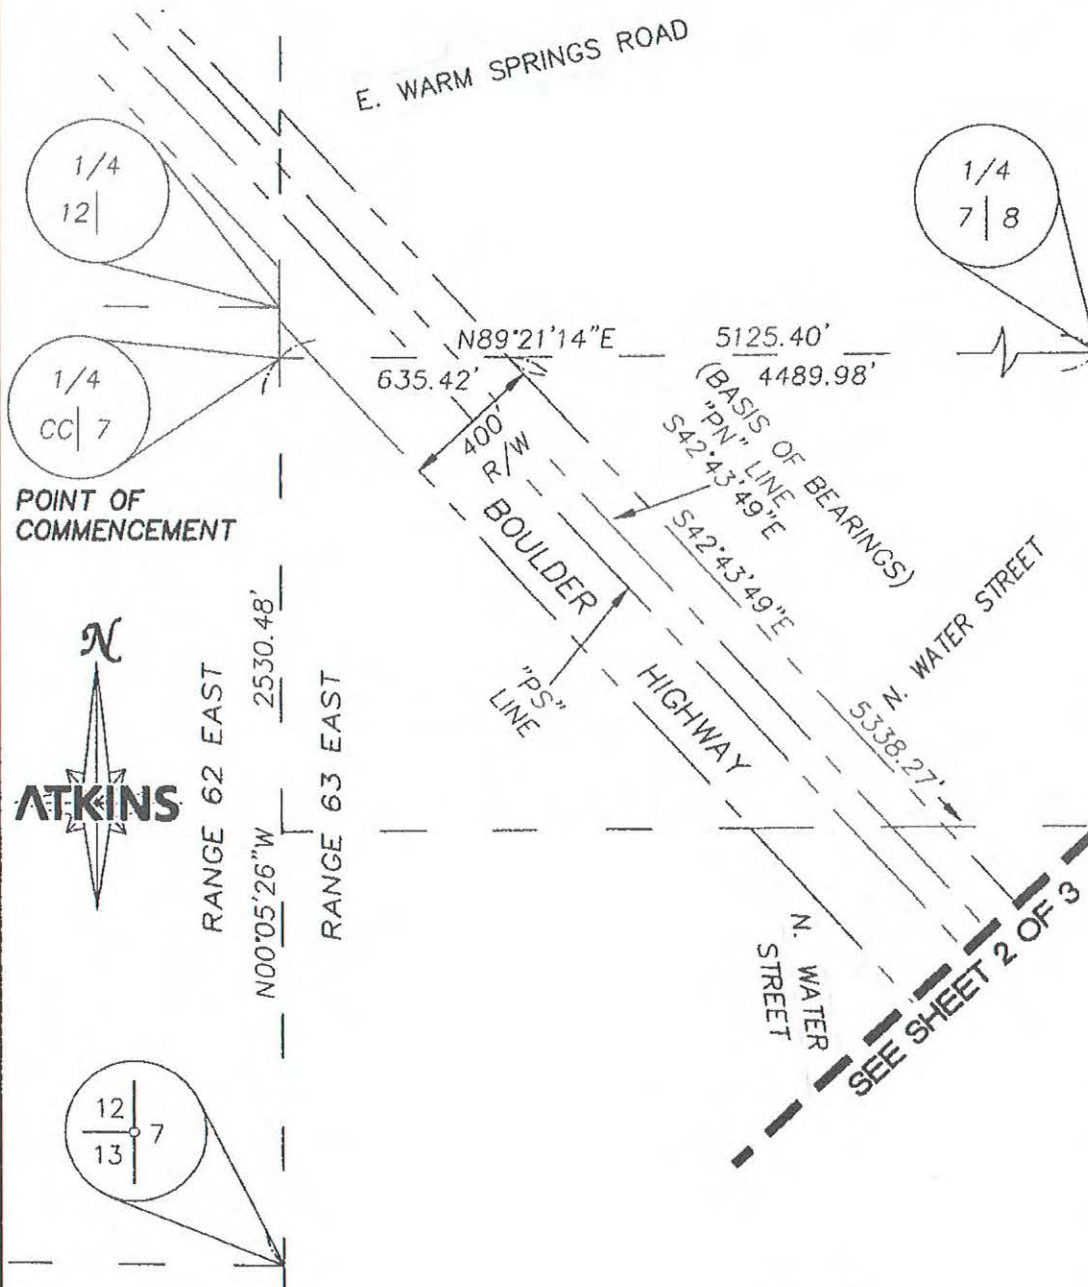 E. WARM SPRINGS ROAD
1/4
12
1/4
7 8
N89°21'14"E 5125.40'
635.42' 4489.98'
1/4
CC 7
POINT OF
COMMENCEMENT
400'
R/W
(BASIS OF BEARINGS)
"PN" LINE
S42°43'49"E
S42°43'49"E
BOULDER
HIGHWAY
"PS"
LINE
N. WATER STREET
5338.27'
N
ATKINS
RANGE 62 EAST
N00°05'26"W 2530.48'
RANGE 63 EAST
N. WATER
STREET
SEE SHEET 2 OF 3
12
7
13